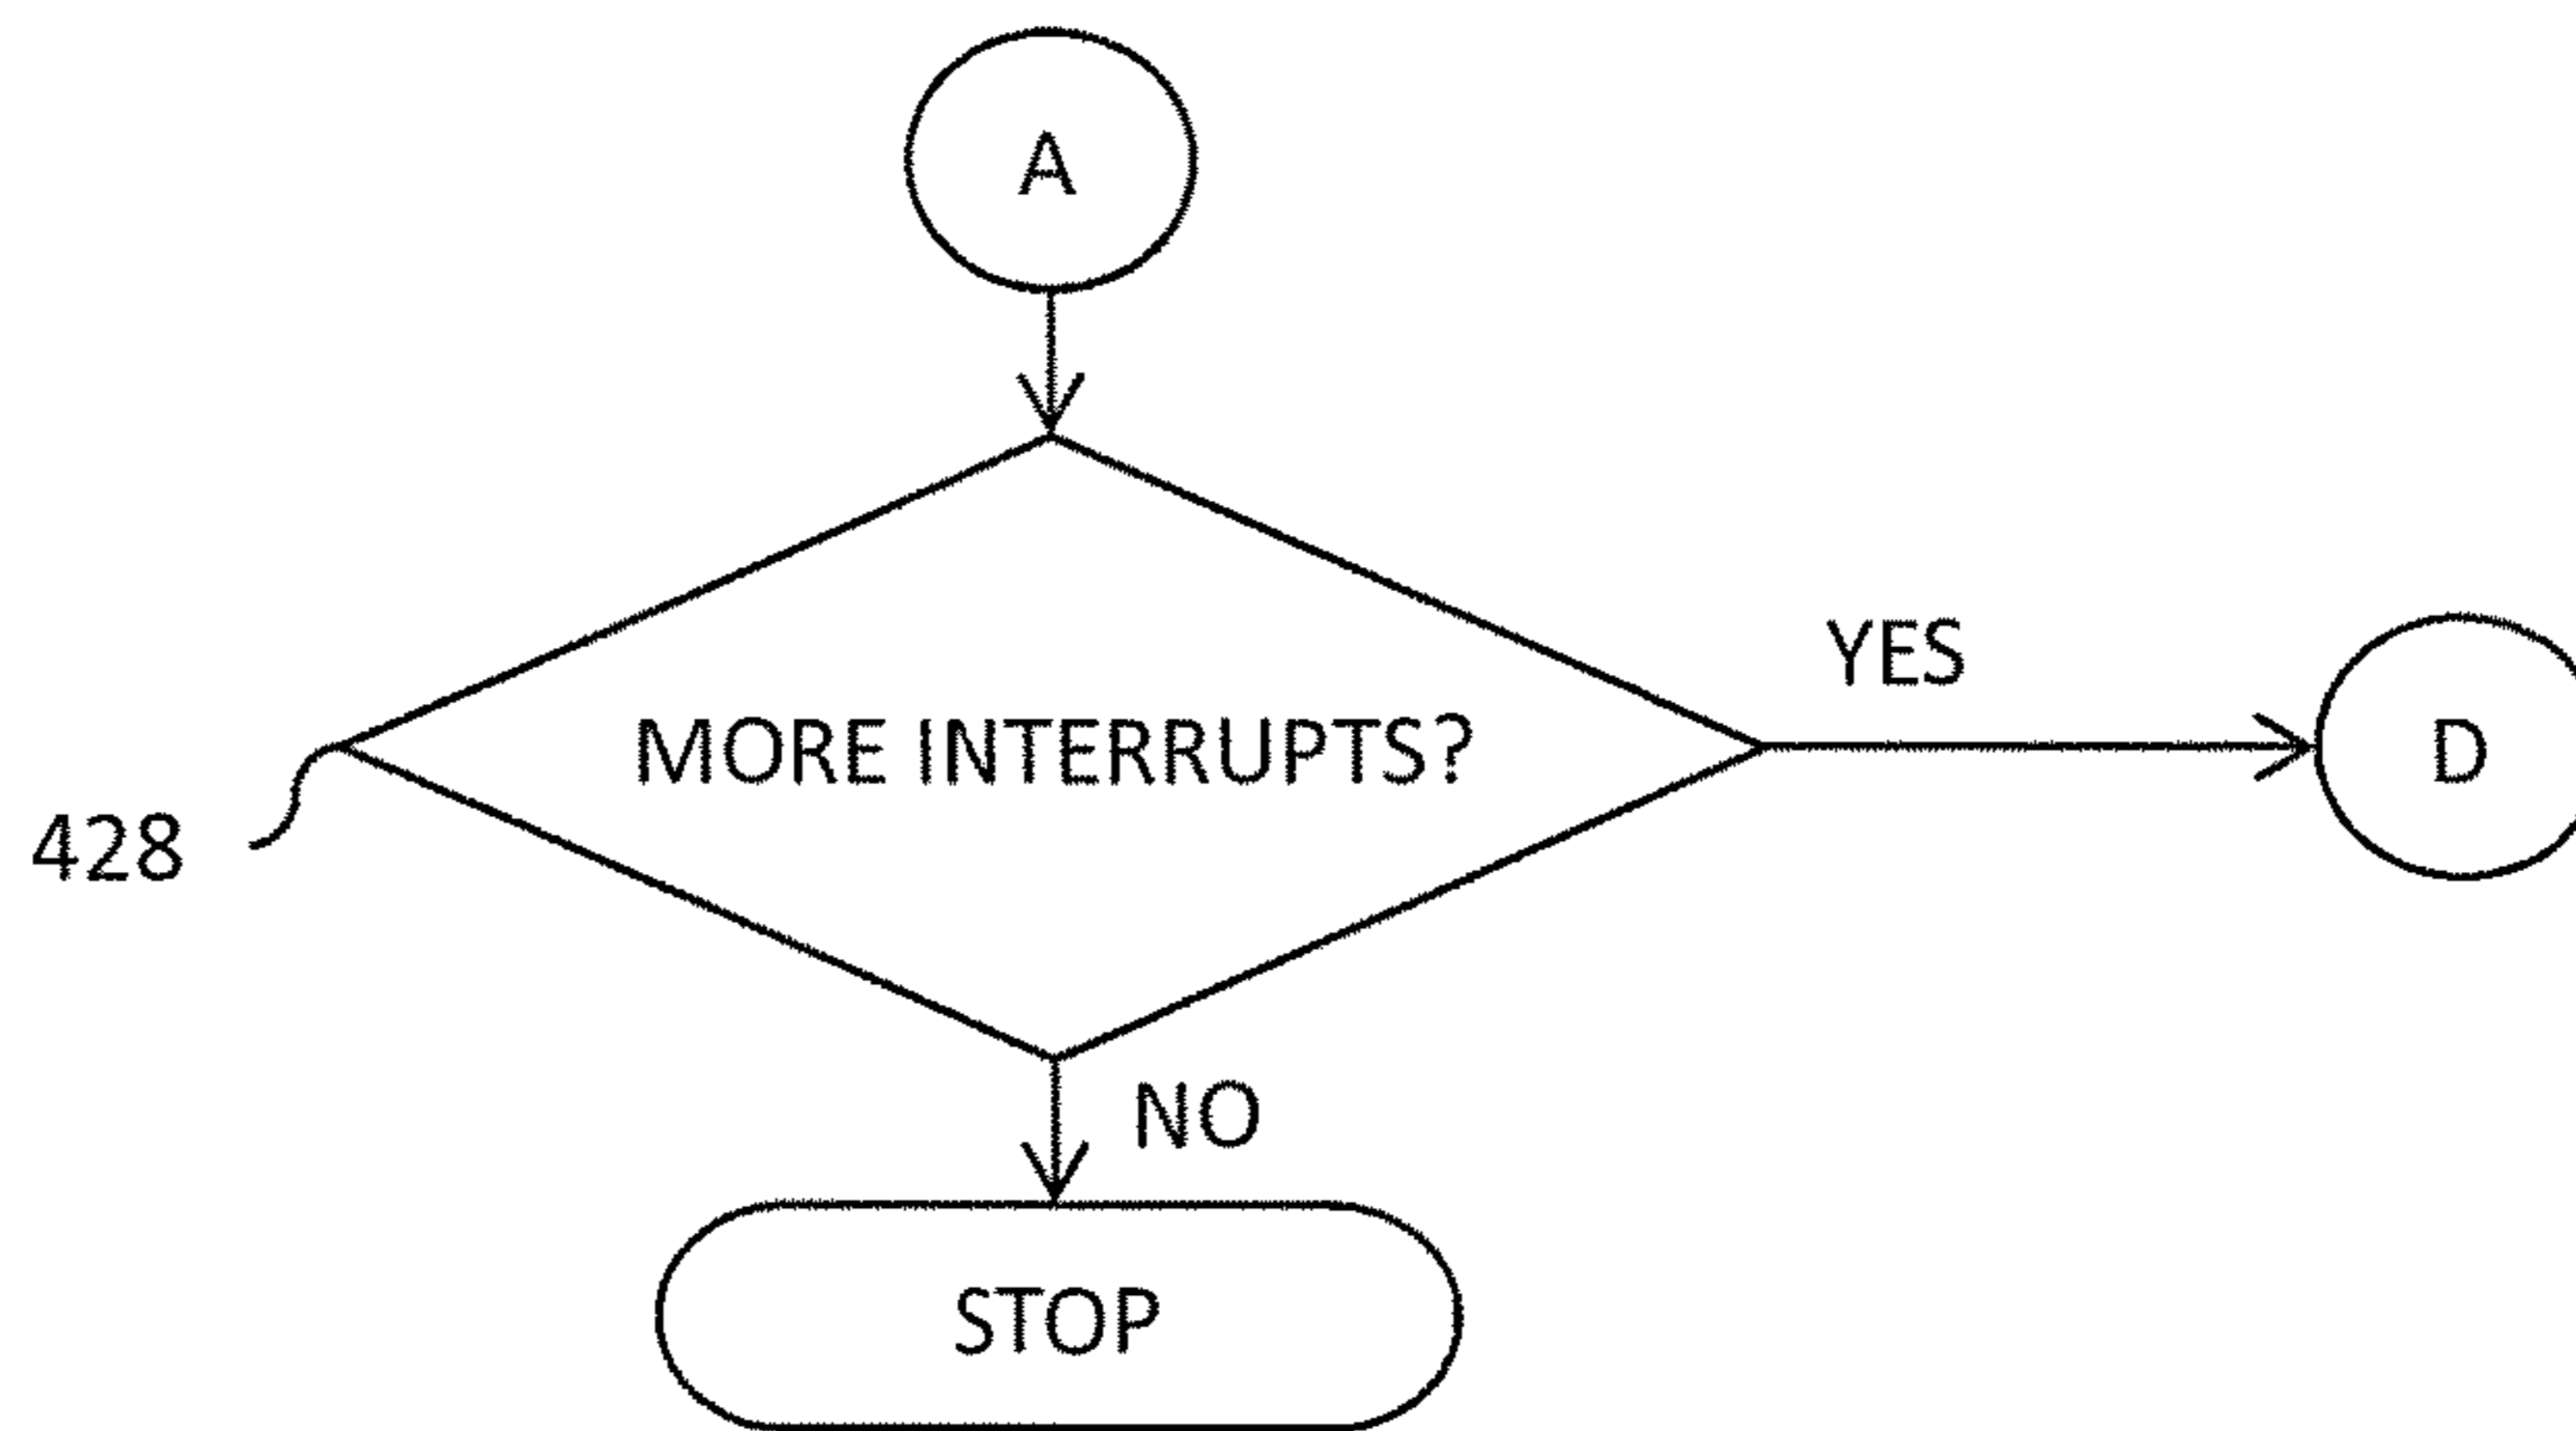 A
YES
MORE INTERRUPTS?
D
428
NO
STOP